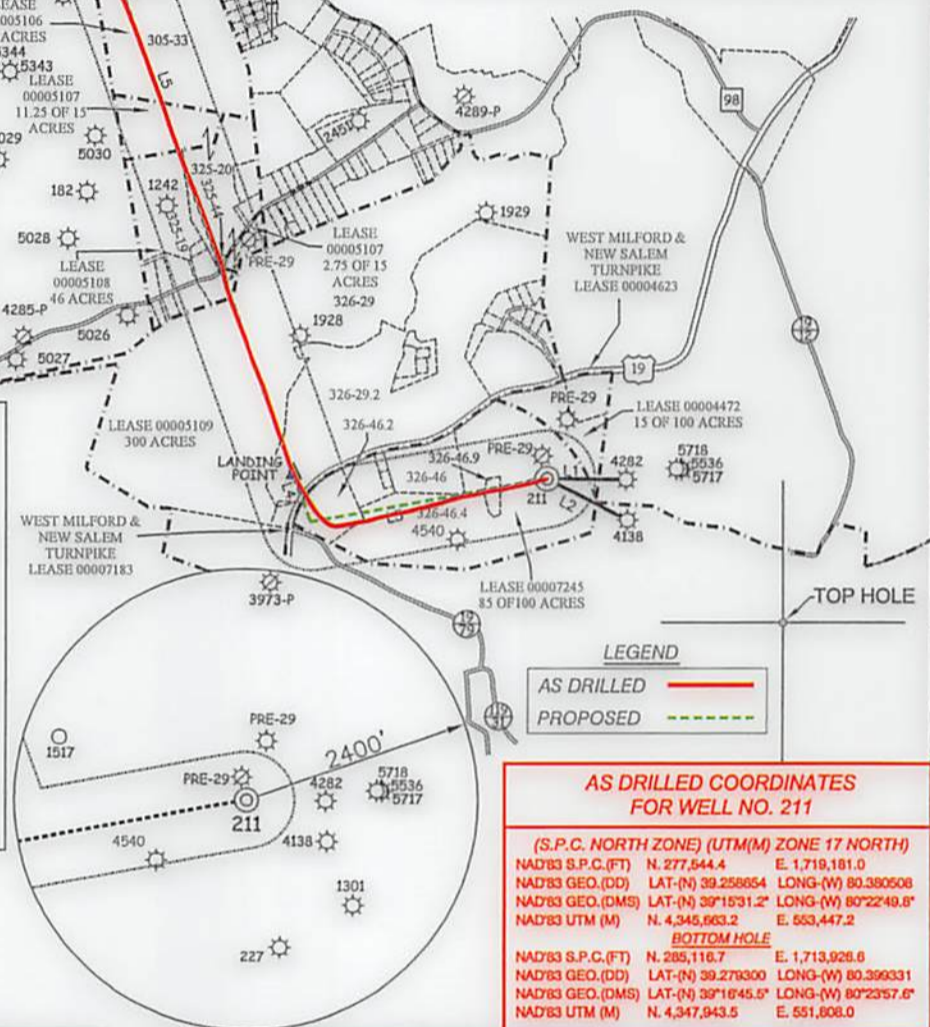 LEASE
005106
ACRES
5344
5343
LEASE
00005107
11.25 OF 15
ACRES
305-33
L5
5030
182
1242
325-20
325-44
325-19
5028
LEASE
00005108
46 ACRES
4285-P
5026
5027
PRE-29
LEASE
00005107
2.75 OF 15
ACRES
326-29
1928
4289-P
98
1929
WEST MILFORD &
NEW SALEM
TURNPIKE
LEASE 00004623
19
PRE-29
LEASE 00004472
15 OF 100 ACRES
326-29.2
326-46.2
LEASE 00005109
300 ACRES
LANDING
POINT
PRE-29
326-46.9
326-46
326-46.4
L1
L2
211
4282
5718
5536
5717
4138
4540
WEST MILFORD &
NEW SALEM
TURNPIKE
LEASE 00007183
LEASE 00007245
85 OF 100 ACRES
3973-P
19
79
TOP HOLE
LEGEND
AS DRILLED
PROPOSED
1517
PRE-29
2400'
PRE-29
4282
5718
5536
5717
211
4540
4138
1301
227
AS DRILLED COORDINATES
FOR WELL NO. 211
(S.P.C. NORTH ZONE) (UTM(M) ZONE 17 NORTH)
NAD'83 S.P.C.(FT) N. 277,544.4 E. 1,719,181.0
NAD'83 GEO.(DD) LAT-(N) 39.258654 LONG-(W) 80.380508
NAD'83 GEO.(DMS) LAT-(N) 39°15'31.2" LONG-(W) 80°22'49.8"
NAD'83 UTM (M) N. 4,345,663.2 E. 553,447.2
BOTTOM HOLE
NAD'83 S.P.C.(FT) N. 285,116.7 E. 1,713,926.6
NAD'83 GEO.(DD) LAT-(N) 39.279300 LONG-(W) 80.399331
NAD'83 GEO.(DMS) LAT-(N) 39°16'45.5" LONG-(W) 80°23'57.6"
NAD'83 UTM (M) N. 4,347,943.5 E. 551,808.0